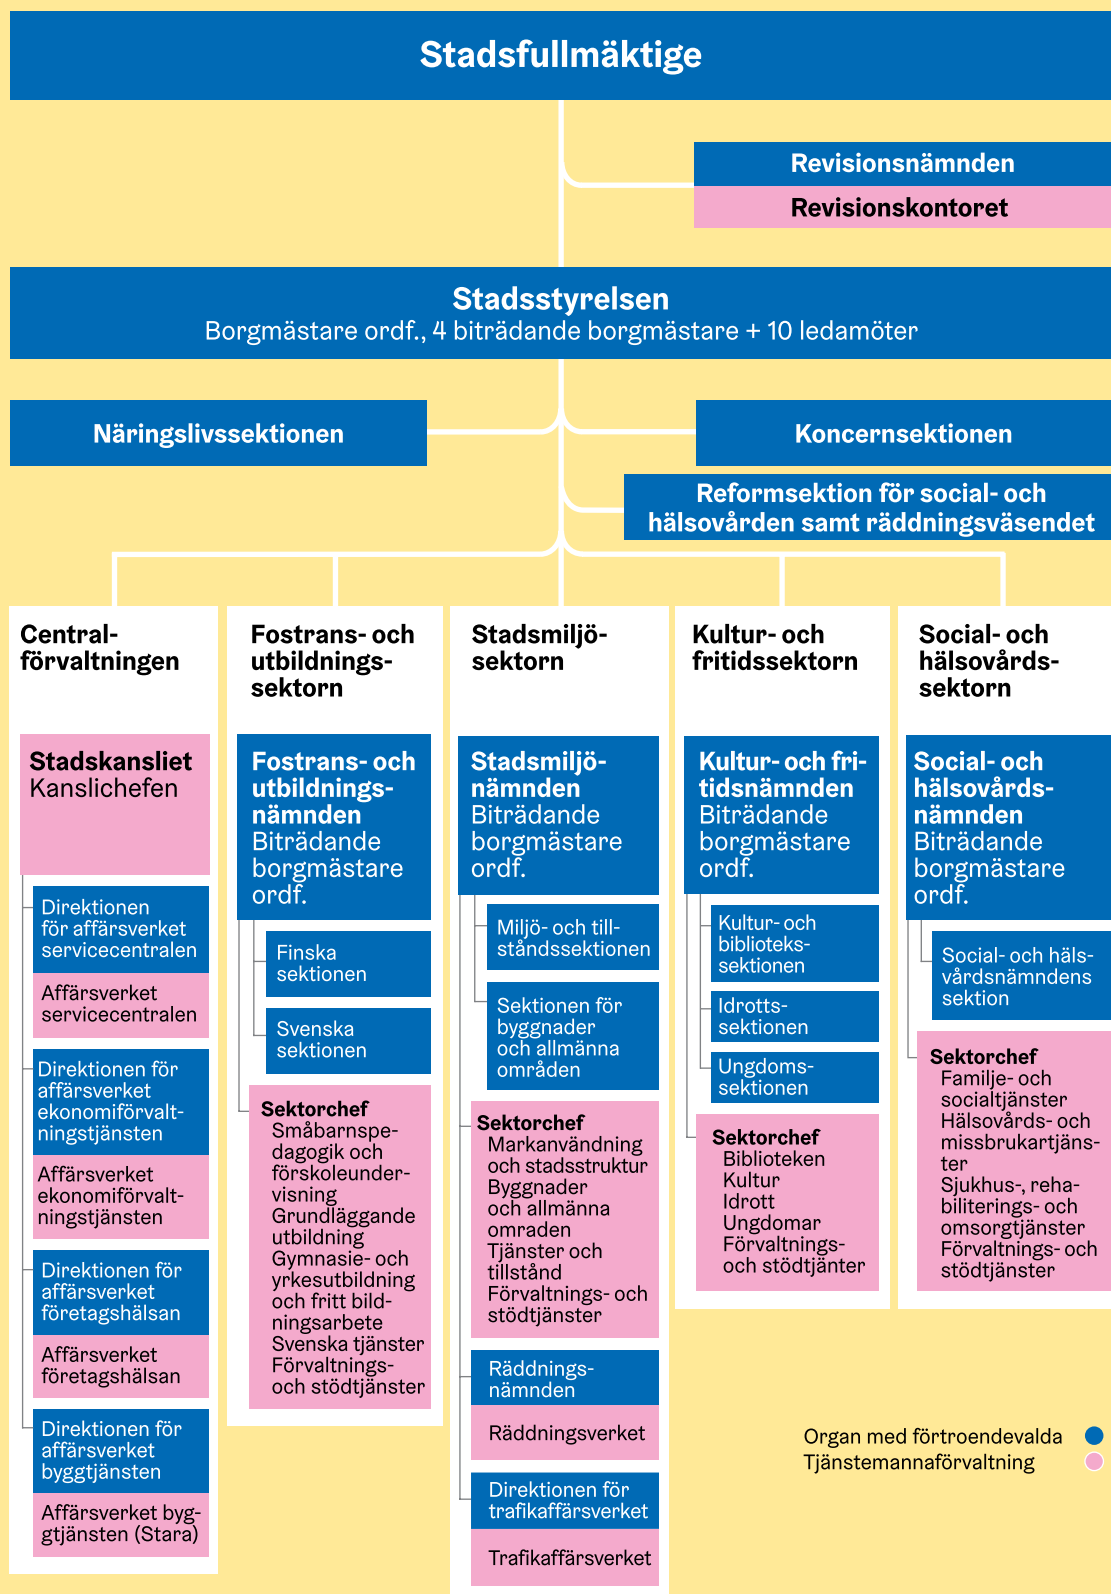 Stadsfullmäktige
Revisionsnämnden
Revisionskontoret
Stadsstyrelsen
Borgmästare ordf., 4 biträdande borgmästare + 10 ledamöter
Näringslivssektionen
Koncernsektionen
Reformsektion för social- och
hälsovården samt räddningsväsendet
Central-
förvaltningen
Stadskansliet
Kanslichefen
Direktionen
för affärsverket
servicecentralen
Affärsverket
servicecentralen
Direktionen för
affärsverket
ekonomiförvalt-
ningstjänsten
Affärsverket
ekonomiförvalt-
ningstjänsten
Direktionen för
affärsverket
företagshälsan
Affärsverket
företagshälsan
Direktionen för
affärsverket
byggtjänsten
Affärsverket byg-
gtjänsten (Stara)
Fostrans- och
utbildnings-
sektorn
Fostrans- och
utbildnings-
nämnden
Biträdande
borgmästare
ordf.
Finska
sektionen
Svenska
sektionen
Sektorchef
Småbarnspe-
dagogik och
förskoleunder-
visning
Grundläggande
utbildning
Gymnasie- och
yrkesutbildning
och fritt bild-
ningsarbete
Svenska tjänster
Förvaltnings-
och stödtjänster
Stadsmiljö-
sektorn
Stadsmiljö-
nämnden
Biträdande
borgmästare
ordf.
Miljö- och till-
ståndssektionen
Sektionen för
byggnader
och allmänna
områden
Sektorchef
Markanvändning
och stadsstruktur
Byggnader
och allmänna
omraden
Tjänster och
tillstånd
Förvaltnings- och
stödtjänster
Räddnings-
nämnden
Räddningsverket
Direktionen för
trafikaffärsverket
Trafikaffärsverket
Kultur- och
fritidssektorn
Kultur- och fri-
tidsnämnden
Biträdande
borgmästare
ordf.
Kultur- och
biblioteks-
sektionen
Idrotts-
sektionen
Ungdoms-
sektionen
Sektorchef
Biblioteken
Kultur
Idrott
Ungdomar
Förvaltnings-
och stödtjänter
Social- och
hälsovårds-
sektorn
Social- och
hälsovårds-
nämnden
Biträdande
borgmästare
ordf.
Social- och häls-
vårdsnämndens
sektion
Sektorchef
Familje- och
socialtjänster
Hälsovårds- och
missbrukartjäns-
ter
Sjukhus-, reha-
biliterings- och
omsorgtjänster
Förvaltnings- och
stödtjänster
Organ med förtroendevalda
Tjänstemannaförvaltning